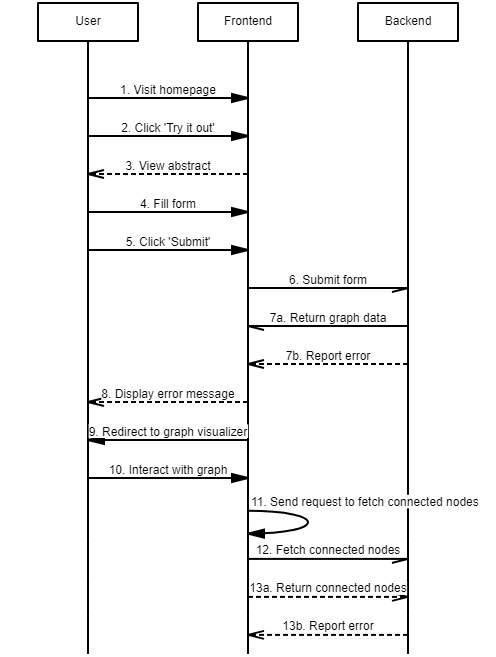 User
Frontend
Backend
1. Visit homepage
2. Click 'Try it out'
3. View abstract
4. Fill form
5. Click 'Submit'
6. Submit form
7a. Return graph data
7b. Report error
8. Display error message
9. Redirect to graph visualizer
10. Interact with graph
11. Send request to fetch connected nodes
12. Fetch connected nodes
13a. Return connected nodes
13b. Report error